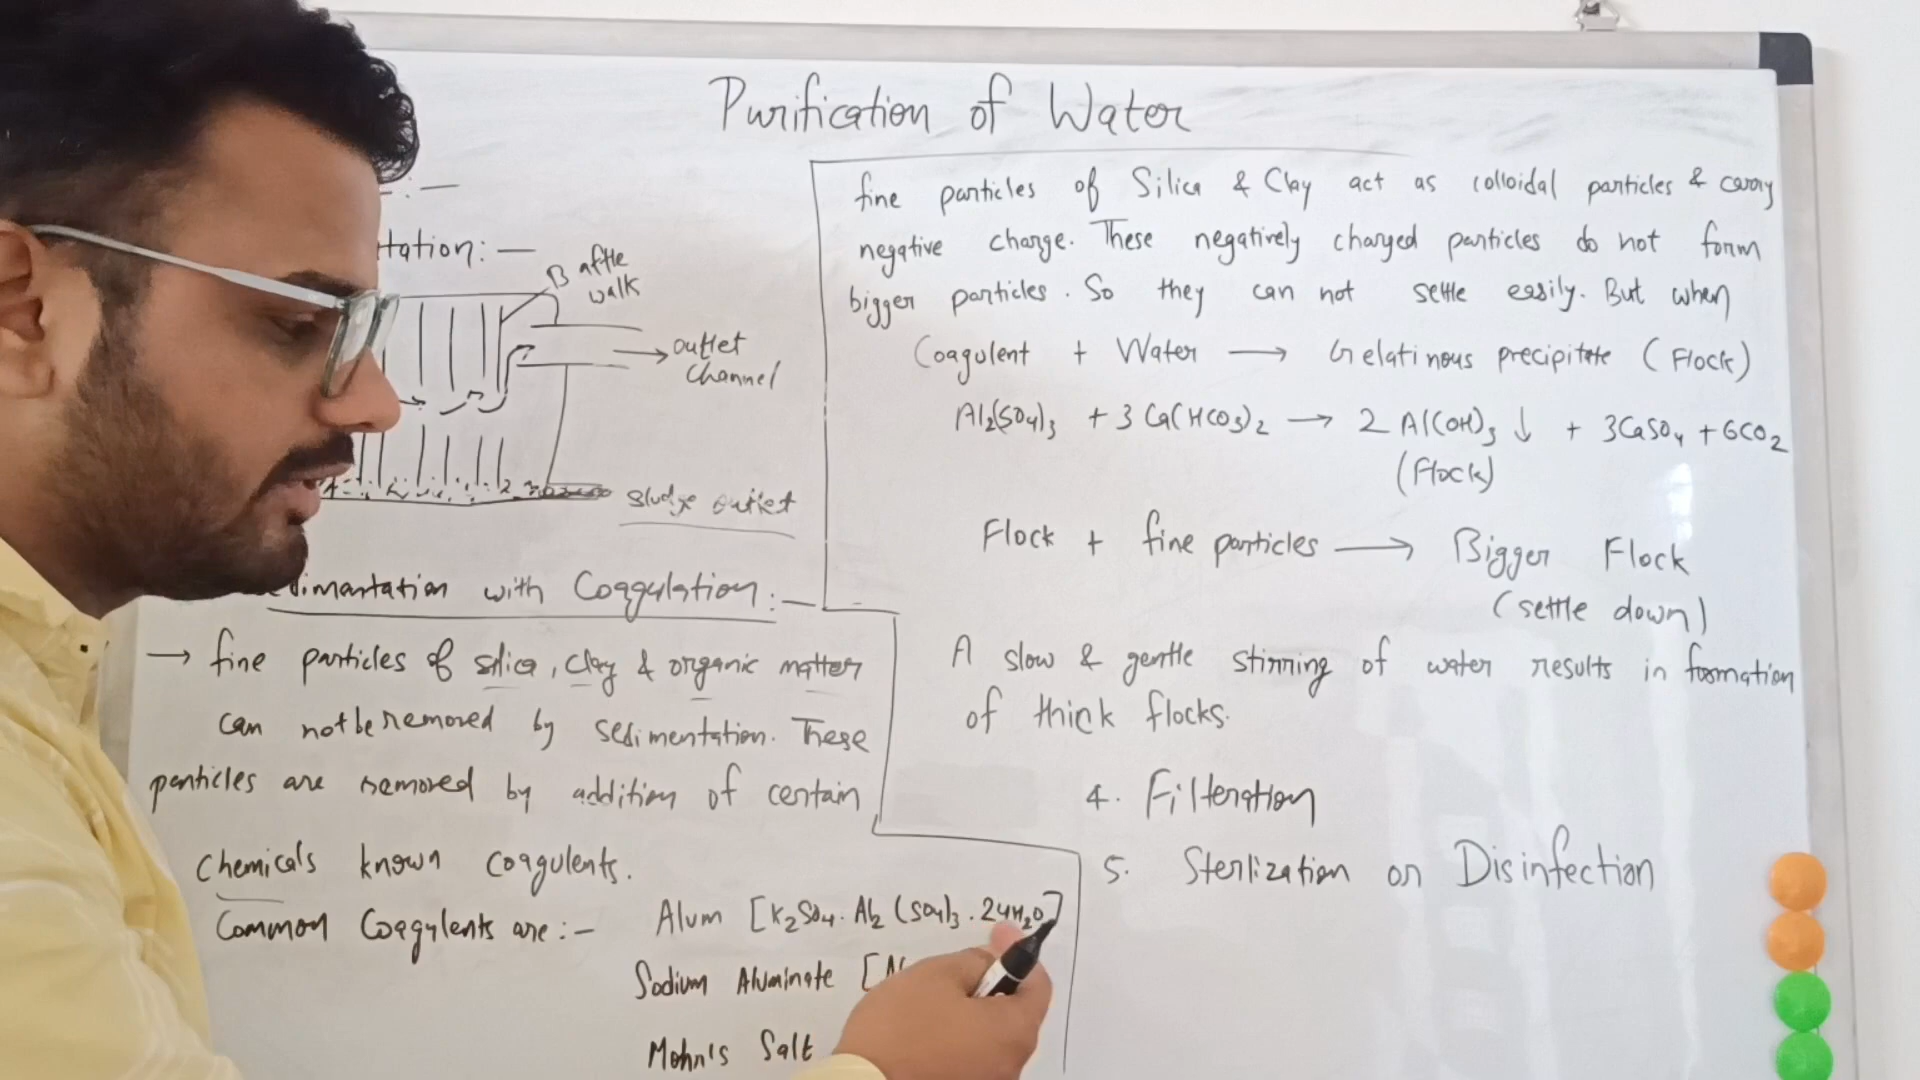 Purification of Water
tation: —
Baffle
walk
outlet
channel
sludge outlet
dimantation with Coagulation: —
→ fine particles of silica, clay & organic matter
can not be removed by sedimentation. These
particles are removed by addition of certain
chemicals known coagulents.
Common Coagulents are :-
Alum [K2SO4. Al2 (SO4)3 . 24H2O]
Sodium Aluminate [
Mohr's Salt
fine particles of Silica & Clay act as colloidal particles & carry
negative charge. These negatively charged particles do not form
bigger particles. So they can not settle easily. But when
Coagulent + Water → Gelatinous precipitate (Flock)
Al2(SO4)3 + 3 Ca(HCO3)2 → 2 Al(OH)3 ↓ + 3CaSO4 + 6CO2
(Flock)
Flock + fine particles → Bigger Flock
(settle down)
A slow & gentle stirring of water results in formation
of thick flocks.
4. Filteration
5. Sterlization or Disinfection